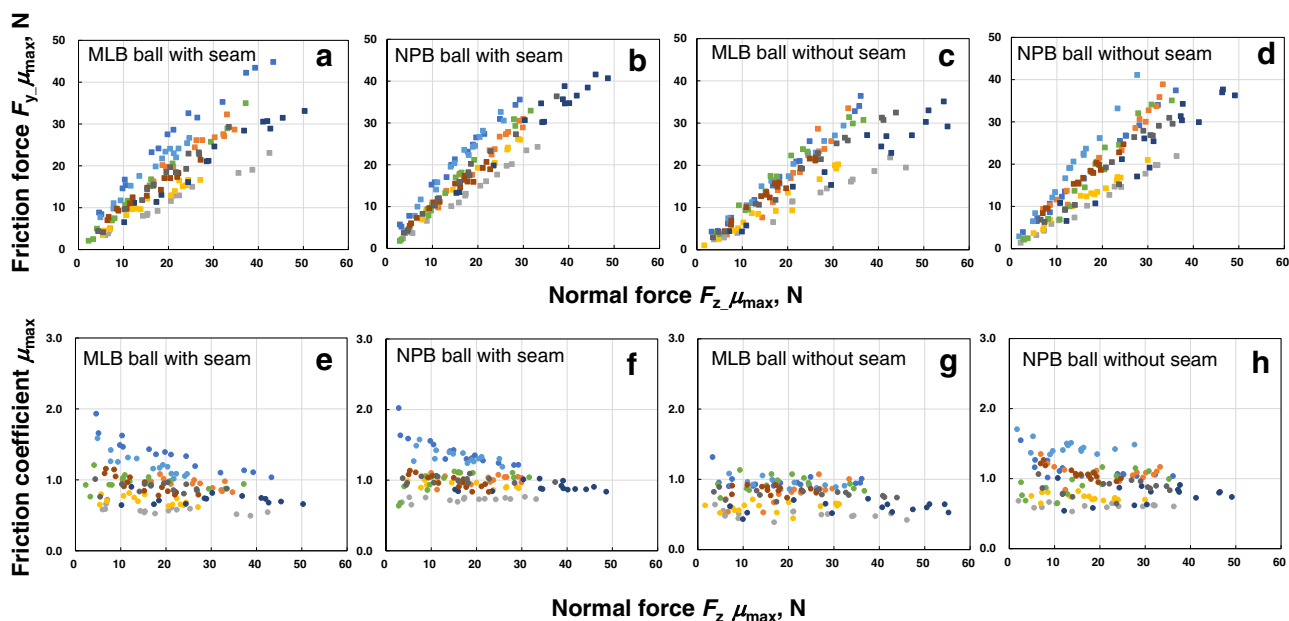 Friction force Fy_μmax, N
MLB ball with seam a
NPB ball with seam b
MLB ball without seam c
NPB ball without seam d
50
40
30
20
10
0
0 10 20 30 40 50 60
50
40
30
20
10
0
0 10 20 30 40 50 60
50
40
30
20
10
0
0 10 20 30 40 50 60
50
40
30
20
10
0
0 10 20 30 40 50 60
Normal force Fz_μmax, N
Friction coefficient μmax
MLB ball with seam e
NPB ball with seam f
MLB ball without seam g
NPB ball without seam h
3.0
2.0
1.0
0.0
0 10 20 30 40 50 60
3.0
2.0
1.0
0.0
0 10 20 30 40 50 60
3.0
2.0
1.0
0.0
0 10 20 30 40 50 60
3.0
2.0
1.0
0.0
0 10 20 30 40 50 60
Normal force Fz_μmax, N